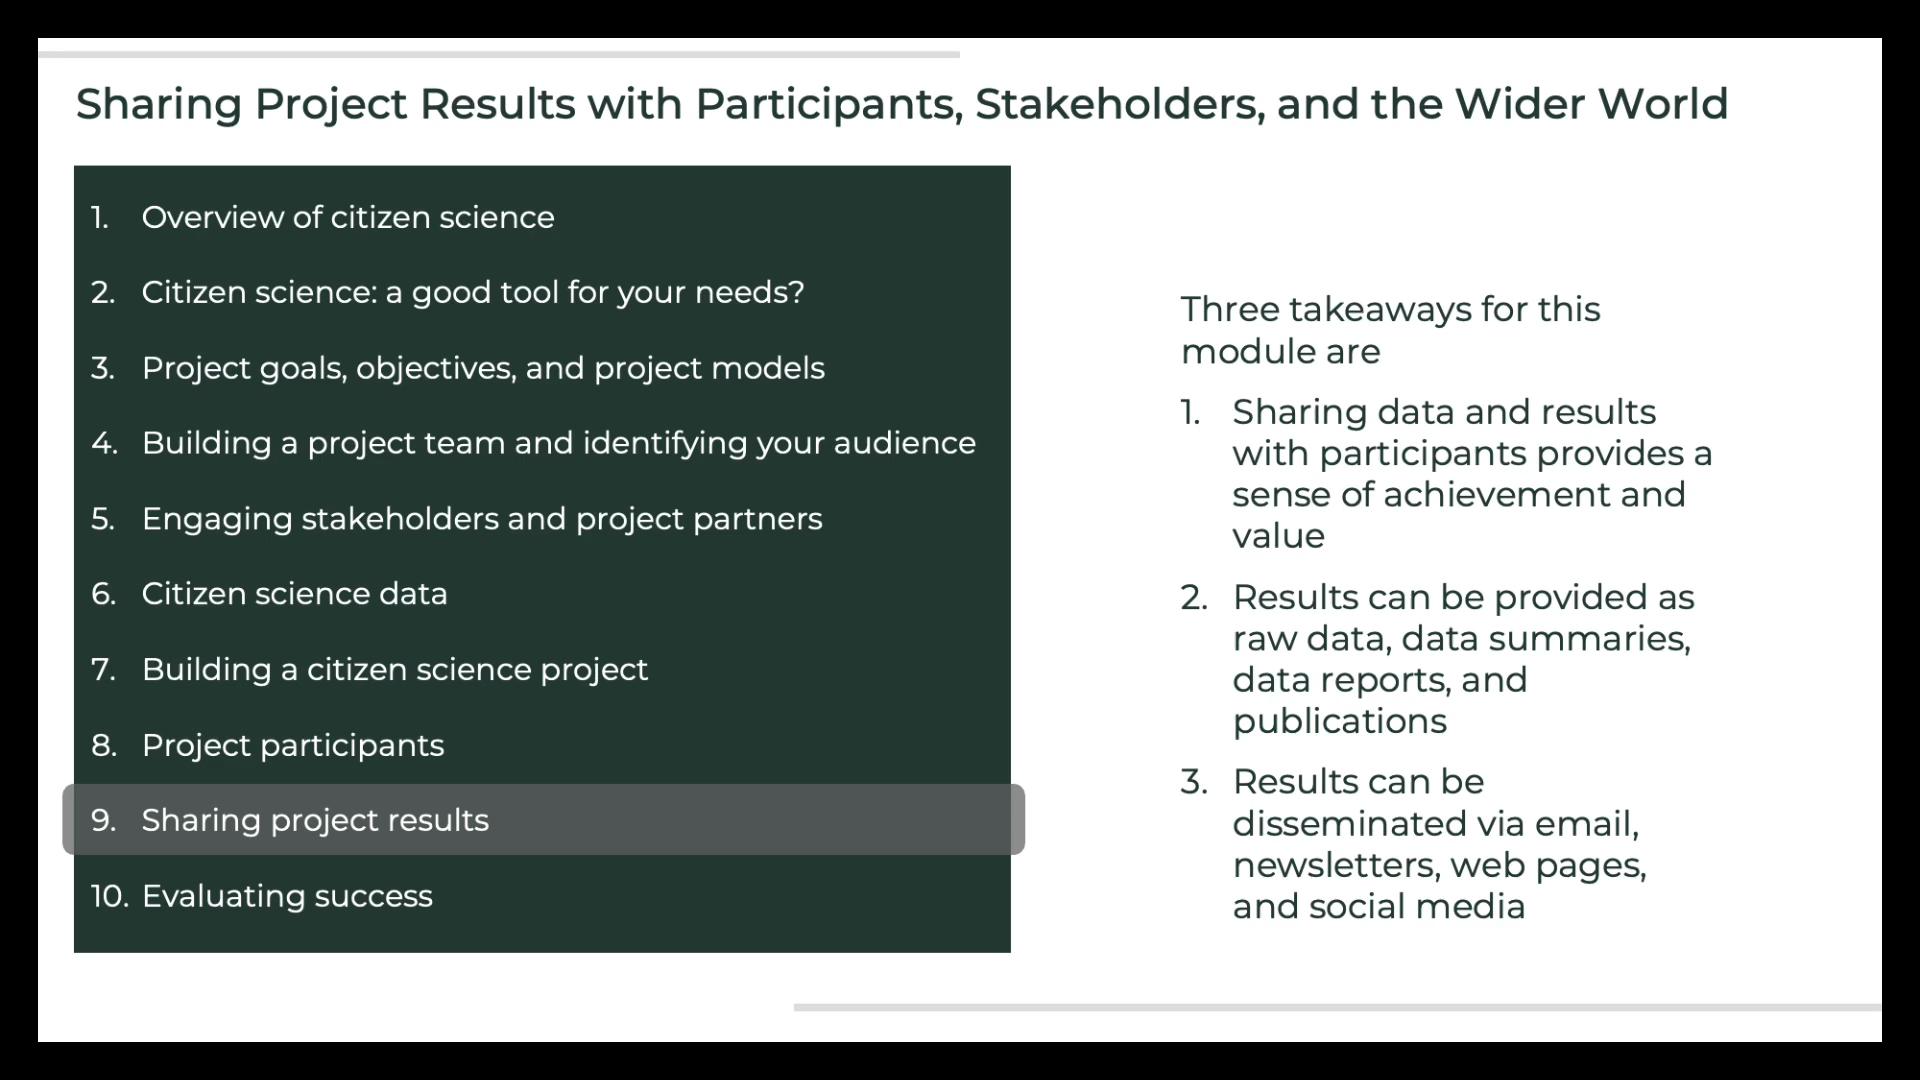 Sharing Project Results with Participants, Stakeholders, and the Wider World
1. Overview of citizen science
2. Citizen science: a good tool for your needs?
3. Project goals, objectives, and project models
4. Building a project team and identifying your audience
5. Engaging stakeholders and project partners
6. Citizen science data
7. Building a citizen science project
8. Project participants
9. Sharing project results
10. Evaluating success
Three takeaways for this
module are
1. Sharing data and results
with participants provides a
sense of achievement and
value
2. Results can be provided as
raw data, data summaries,
data reports, and
publications
3. Results can be
disseminated via email,
newsletters, web pages,
and social media